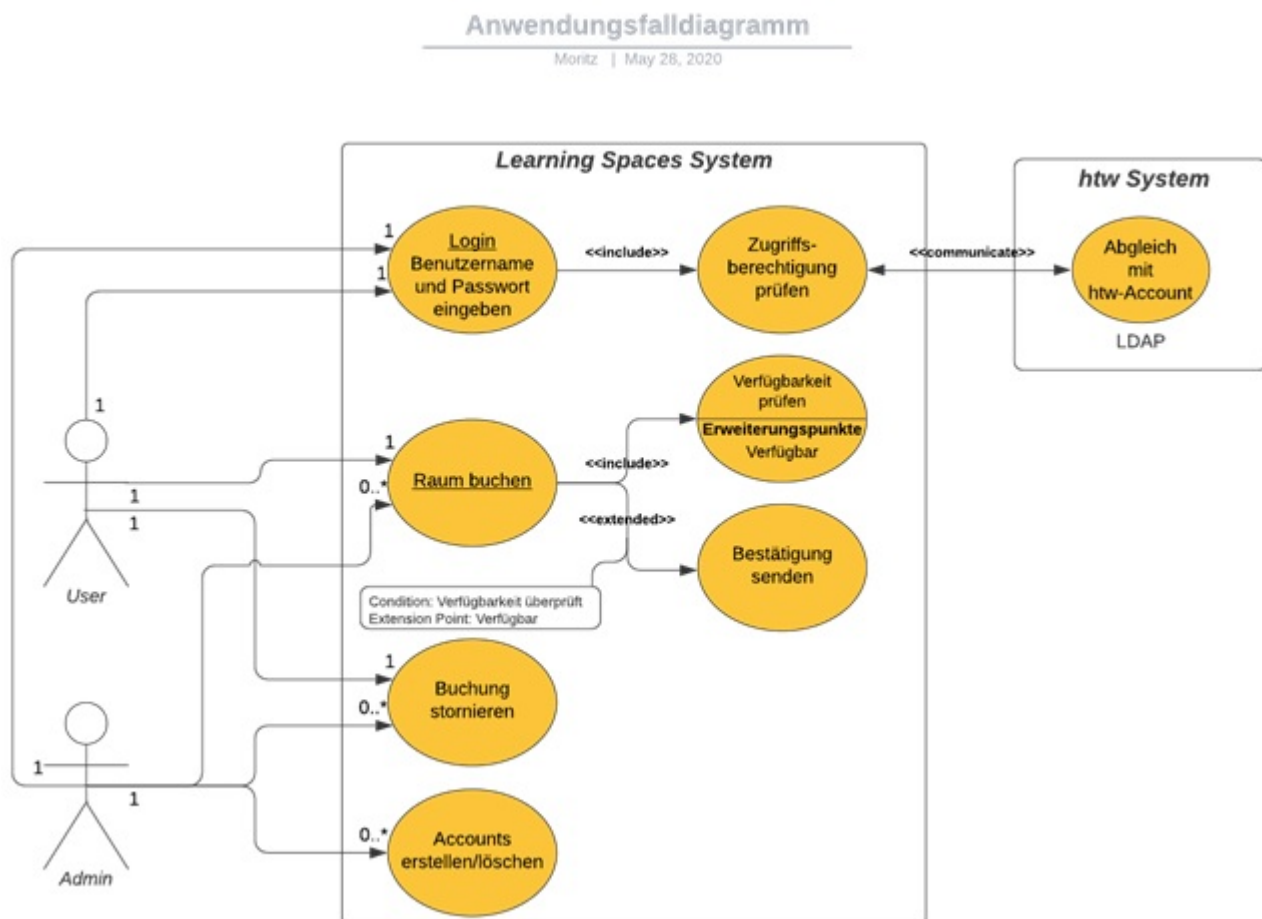 Anwendungsfalldiagramm
Moritz | May 28, 2020
Learning Spaces System
htw System
1
Login
Benutzername
und Passwort
eingeben
1
<<include>>
Zugriffs-
berechtigung
prüfen
<<communicate>>
Abgleich
mit
htw-Account
LDAP
1
User
1
1
1
0..*
Raum buchen
<<include>>
<<extended>>
Verfügbarkeit
prüfen
Erweiterungspunkte
Verfügbar
Bestätigung
senden
Condition: Verfügbarkeit überprüft
Extension Point: Verfügbar
1
0..*
Buchung
stornieren
1
1
Admin
0..*
Accounts
erstellen/löschen